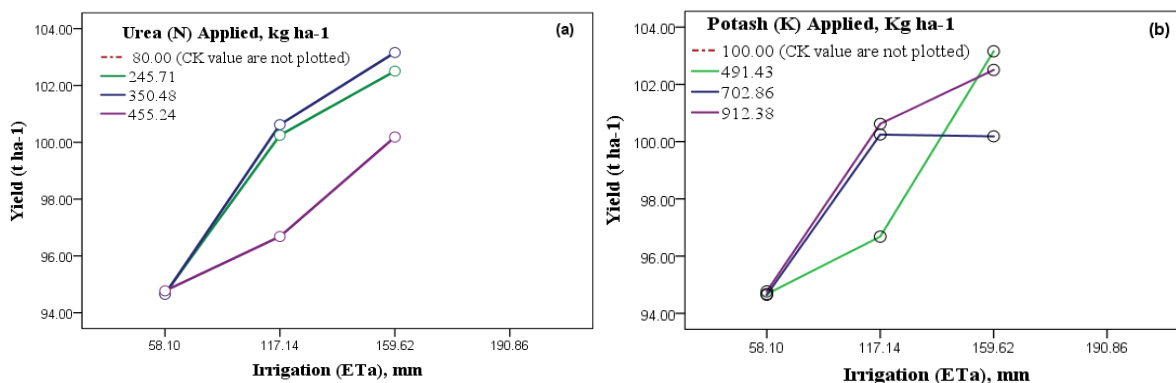 Urea (N) Applied, kg ha-1
(a)
80.00 (CK value are not plotted)
245.71
350.48
455.24
104.00
102.00
100.00
98.00
96.00
94.00
Yield (t ha-1)
58.10
117.14
159.62
190.86
Irrigation (ETa), mm
Potash (K) Applied, Kg ha-1
(b)
100.00 (CK value are not plotted)
491.43
702.86
912.38
104.00
102.00
100.00
98.00
96.00
94.00
Yield (t ha-1)
58.10
117.14
159.62
190.86
Irrigation (ETa), mm